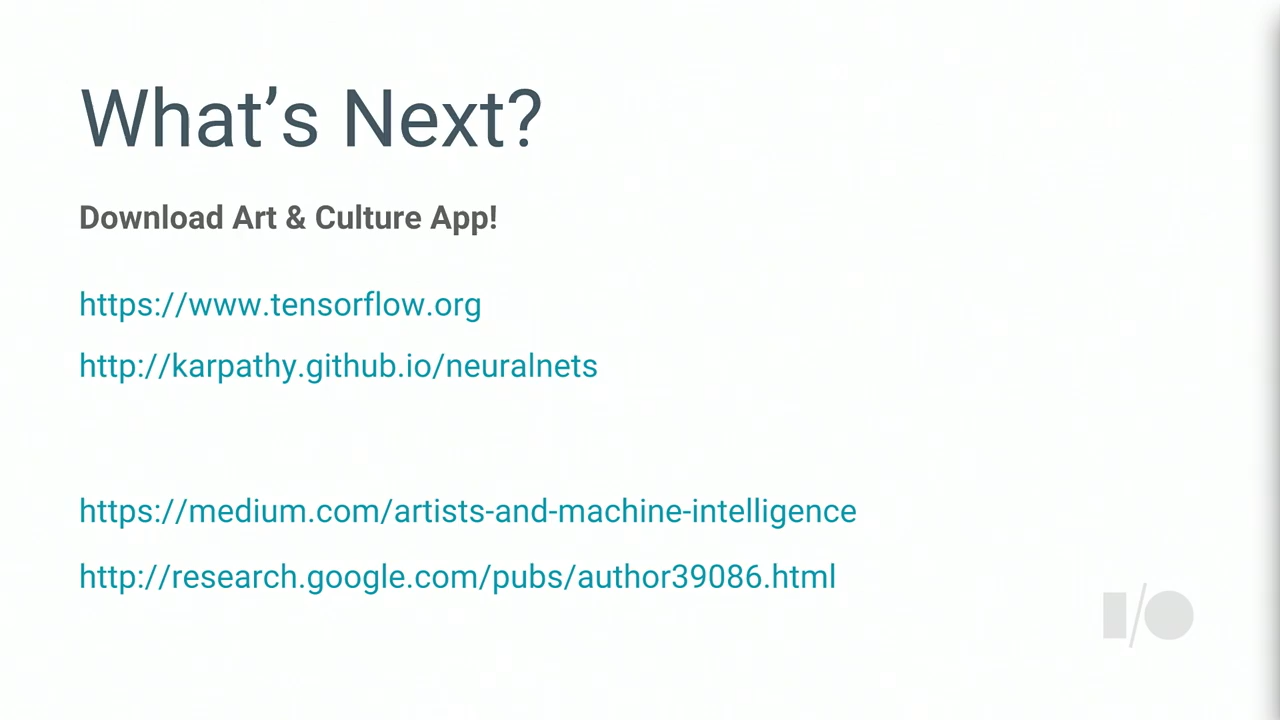 What’s Next?
Download Art & Culture App!
https://www.tensorflow.org
http://karpathy.github.io/neuralnets
https://medium.com/artists-and-machine-intelligence
http://research.google.com/pubs/author39086.html
I/O